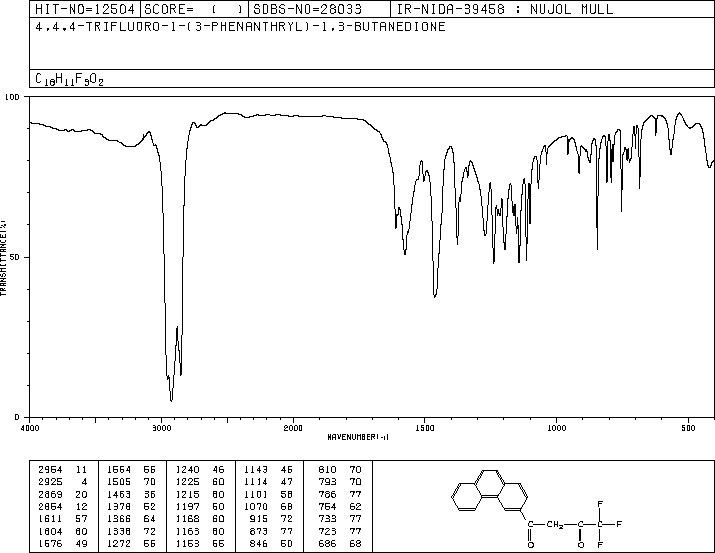 HIT-NO=12504 SCORE= ( ) SDBS-NO=28033 IR-NIDA-39458 : NUJOL MULL
4,4,4-TRIFLUORO-1-(3-PHENANTHRYL)-1,3-BUTANEDIONE
C18H11F3O2
100
50
0
TRANSMITTANCE(%)
4000 3000 2000 1500 1000 500
WAVENUMBER(-1)
2954 11 1564 55 1240 46 1143 46 810 70
2925 4 1505 70 1225 60 1114 47 793 70
2869 20 1463 36 1215 60 1101 58 786 77
2854 12 1378 52 1197 50 1070 68 754 62
1611 57 1366 64 1168 60 915 72 733 77
1604 60 1338 72 1163 60 873 77 723 77
1576 49 1272 55 1153 55 846 50 686 68
F
C CH2 C C F
O O F